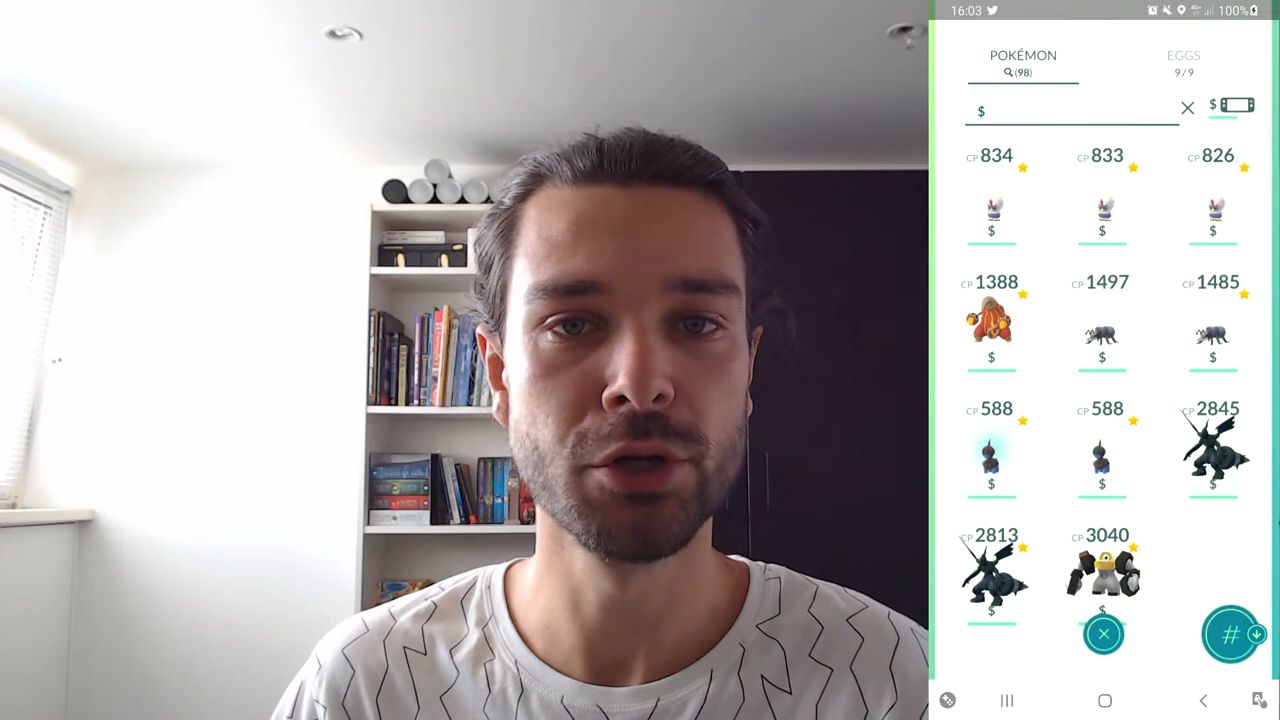 16:03
4G+
100%
POKÉMON
(98)
EGGS
9/9
$
$
CP 834
CP 833
CP 826
$
$
$
CP 1388
CP 1497
CP 1485
$
$
$
CP 588
CP 588
CP 2845
$
$
$
CP 2813
CP 3040
$
$
#